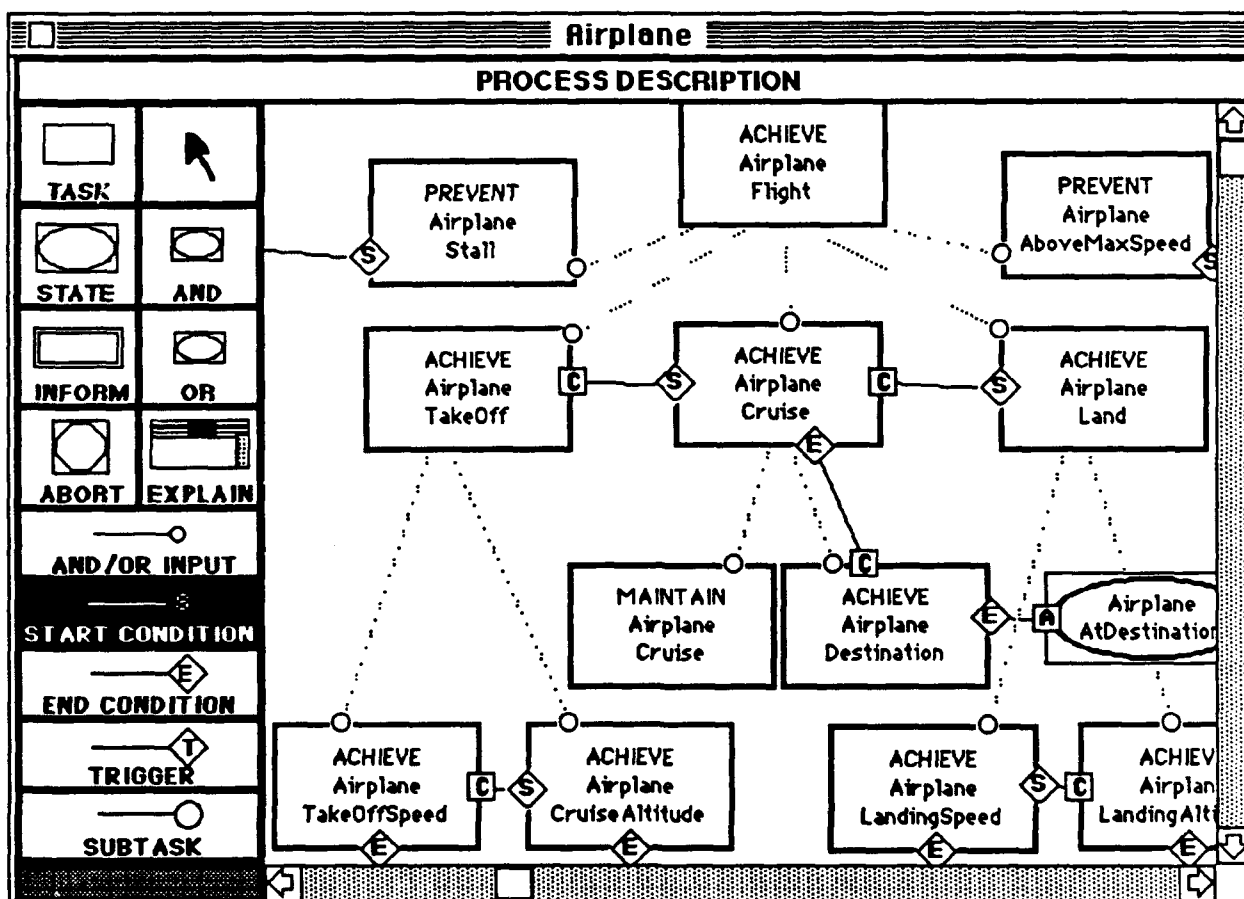 Airplane
PROCESS DESCRIPTION
TASK
STATE
AND
INFORM
OR
ABORT
EXPLAIN
AND/OR INPUT
S
START CONDITION
E
END CONDITION
T
TRIGGER
SUBTASK
ACHIEVE
Airplane
Flight
PREVENT
Airplane
Stall
S
PREVENT
Airplane
AboveMaxSpeed
S
ACHIEVE
Airplane
TakeOff
C
S
ACHIEVE
Airplane
Cruise
C
E
S
ACHIEVE
Airplane
Land
MAINTAIN
Airplane
Cruise
C
ACHIEVE
Airplane
Destination
E
A
Airplane
AtDestination
ACHIEVE
Airplane
TakeOffSpeed
C
E
S
ACHIEVE
Airplane
CruiseAltitude
E
ACHIEVE
Airplane
LandingSpeed
S
E
C
ACHIEV
Airplan
LandingAlti
E